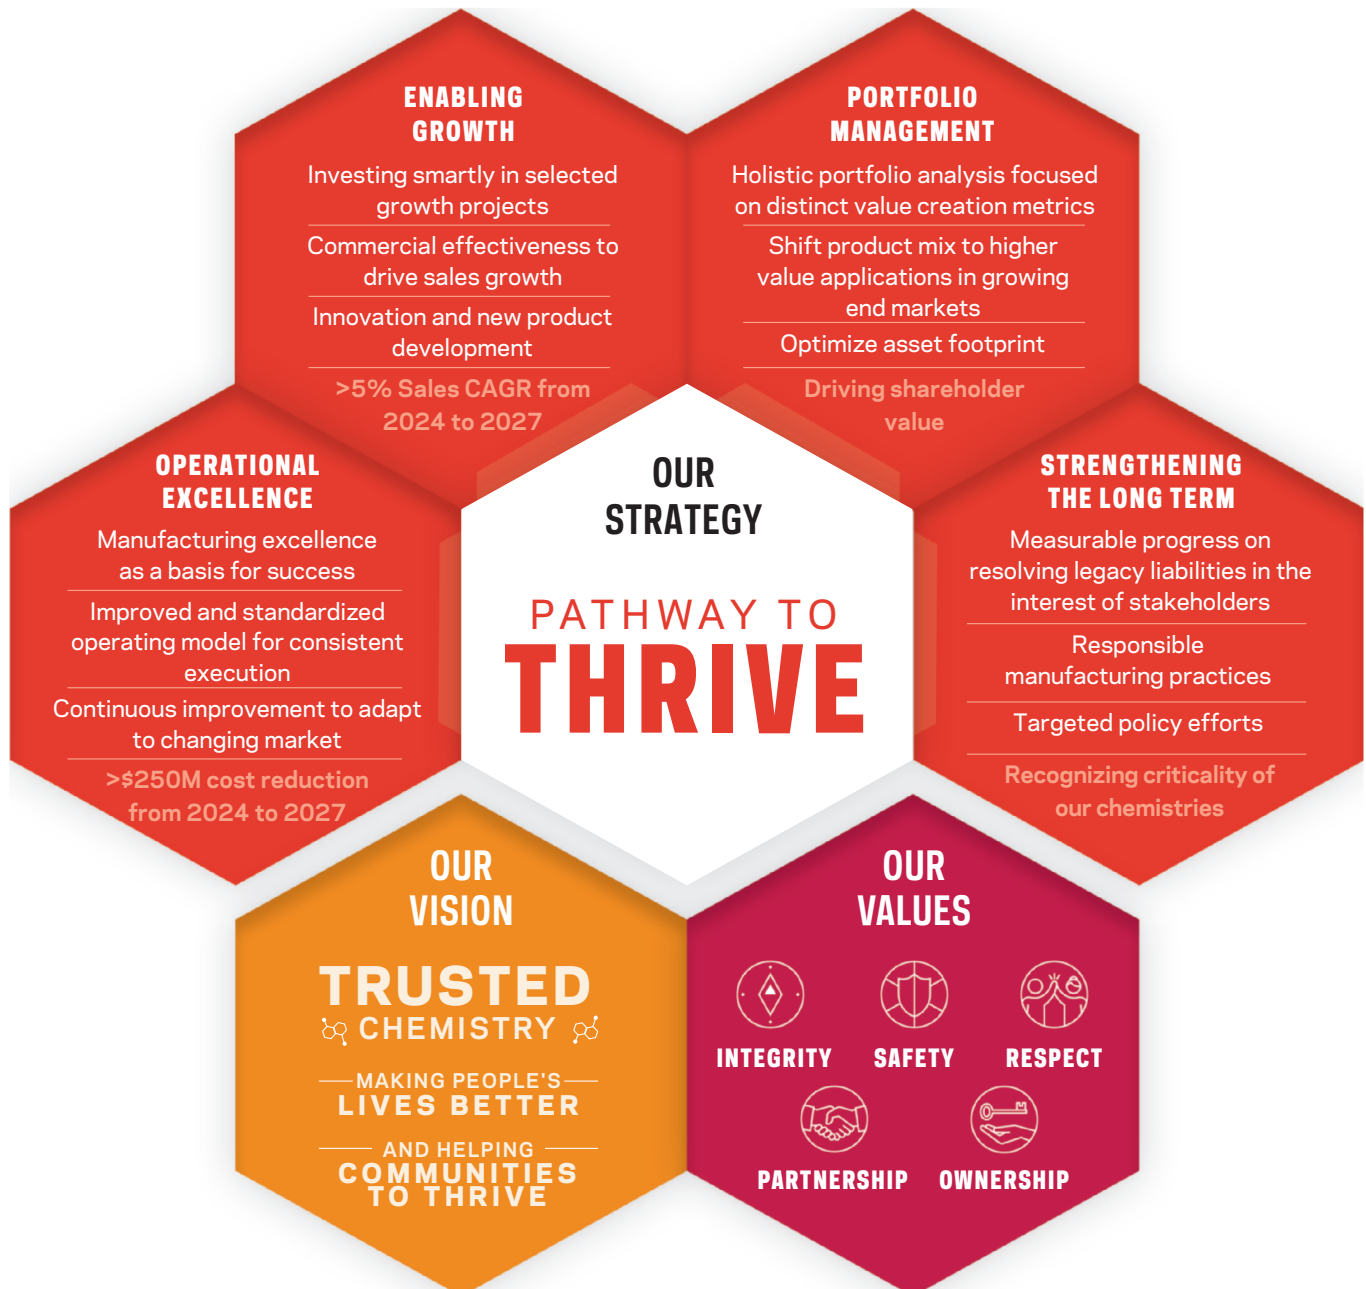 ENABLING
GROWTH
Investing smartly in selected
growth projects
Commercial effectiveness to
drive sales growth
Innovation and new product
development
>5% Sales CAGR from
2024 to 2027
PORTFOLIO
MANAGEMENT
Holistic portfolio analysis focused
on distinct value creation metrics
Shift product mix to higher
value applications in growing
end markets
Optimize asset footprint
Driving shareholder
value
OPERATIONAL
EXCELLENCE
Manufacturing excellence
as a basis for success
Improved and standardized
operating model for consistent
execution
Continuous improvement to adapt
to changing market
>$250M cost reduction
from 2024 to 2027
OUR
STRATEGY
PATHWAY TO
THRIVE
STRENGTHENING
THE LONG TERM
Measurable progress on
resolving legacy liabilities in the
interest of stakeholders
Responsible
manufacturing practices
Targeted policy efforts
Recognizing criticality of
our chemistries
OUR
VISION
TRUSTED
CHEMISTRY
MAKING PEOPLE'S
LIVES BETTER
AND HELPING
COMMUNITIES
TO THRIVE
OUR
VALUES
INTEGRITY
SAFETY
RESPECT
PARTNERSHIP
OWNERSHIP